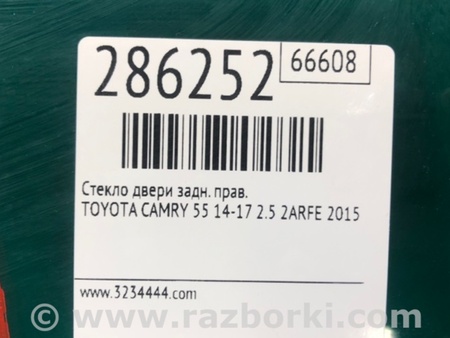 286252
66608
Стекло двери задн. прав.
TOYOTA CAMRY 55 14-17 2.5 2ARFE 2015
www.3234444.com
© www.razborki.com